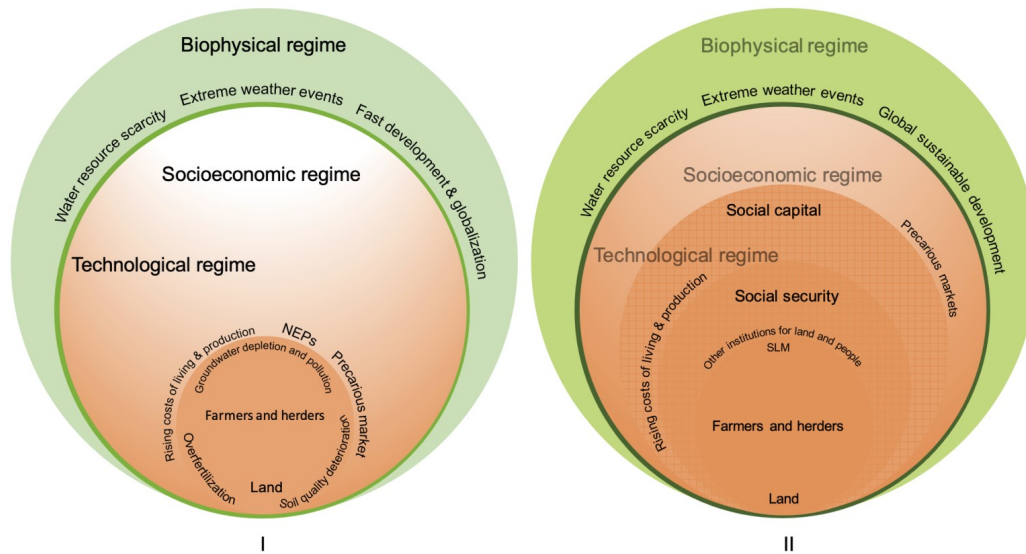 Biophysical regime
Water resource scarcity
Extreme weather events
Fast development & globalization
Socioeconomic regime
Technological regime
Rising costs of living & production
NEPs
Precarious market
Groundwater depletion and pollution
Farmers and herders
Overfertilization
Soil quality deterioration
Land
I
Biophysical regime
Water resource scarcity
Extreme weather events
Global sustainable development
Socioeconomic regime
Social capital
Technological regime
Precarious markets
Rising costs of living & production
Social security
Other institutions for land and people
SLM
Farmers and herders
Land
II